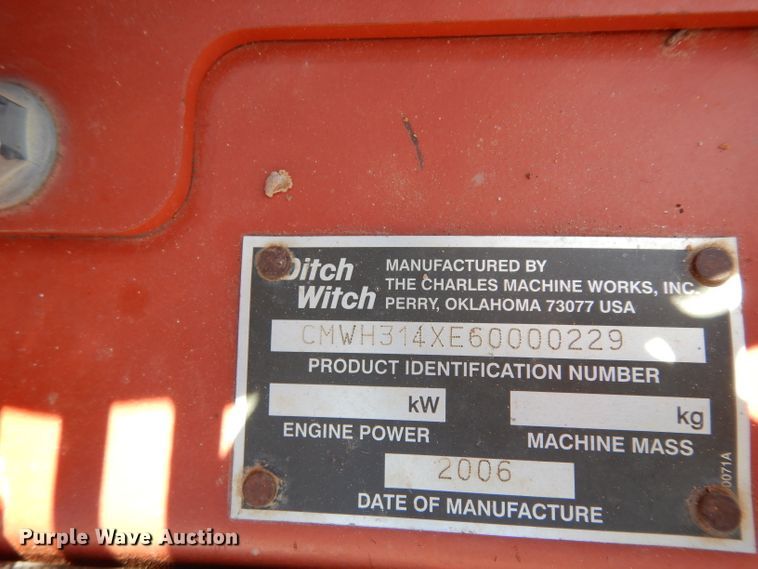 Ditch
Witch
MANUFACTURED BY
THE CHARLES MACHINE WORKS, INC.
PERRY, OKLAHOMA 73077 USA
CMWH314XE60000229
PRODUCT IDENTIFICATION NUMBER
kW
kg
ENGINE POWER
MACHINE MASS
2006
DATE OF MANUFACTURE
0071A
Purple Wave Auction